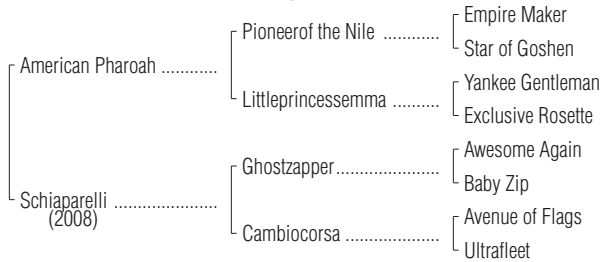 Empire Maker
Pioneerof the Nile ............
Star of Goshen
American Pharoah ............
Yankee Gentleman
Littleprincessemma ..........
Exclusive Rosette
Awesome Again
Ghostzapper......................
Baby Zip
Schiaparelli ......................
(2008)
Avenue of Flags
Cambiocorsa ....................
Ultrafleet